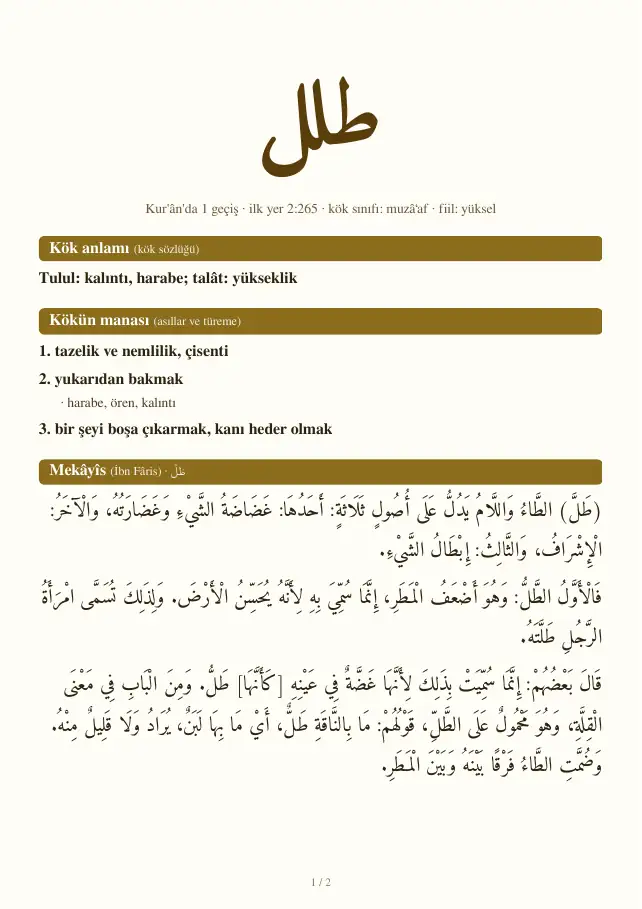 طلل
Kur'ân'da 1 geçiş · ilk yer 2:265 · kök sınıfı: muzâ'af · fiil: yüksel
Kök anlamı (kök sözlüğü)
Tulul: kalıntı, harabe; talât: yükseklik
Kökün manası (asıllar ve türeme)
1. tazelik ve nemlilik, çisenti
2. yukarıdan bakmak
· harabe, ören, kalıntı
3. bir şeyi boşa çıkarmak, kanı heder olmak
Mekâyîs (İbn Fâris) · طَلَّ
(طَلَّ) الطَّاءُ وَاللَّامُ يَدُلُّ عَلَى أُصُولٍ ثَلَاثَةٍ: أَحَدُهَا: غَضَاضَةُ الشَّيْءِ وَغَضَارَتُهُ، وَالْآخَرُ:
الْإِشْرَافُ، وَالثَّالِثُ: إِبْطَالُ الشَّيْءِ.
فَالْأَوَّلُ الطَّلُّ: وَهُوَ أَضْعَفُ الْمَطَرِ، إِنَّمَا سُمِّيَ بِهِ لِأَنَّهُ يُحَسِّنُ الْأَرْضَ. وَلِذَلِكَ تُسَمَّى امْرَأَةُ
الرَّجُلِ طَلَّتَهُ.
قَالَ بَعْضُهُمْ: إِنَّمَا سُمِّيَتْ بِذَلِكَ لِأَنَّهَا غَضَّةٌ فِي عَيْنِهِ [كَأَنَّهَا] طَلُّ. وَمِنَ الْبَابِ فِي مَعْنَى
الْقِلَّةِ، وَهُوَ مَحْمُولٌ عَلَى الطَّلِّ، قَوْلُهُمْ: مَا بِالنَّاقَةِ طَلٌّ، أَيْ مَا بِهَا لَبَنٌ، يُرَادُ وَلَا قَلِيلٌ مِنْهُ.
وَضُمَّتِ الطَّاءُ فَرْقًا بَيْنَهُ وَبَيْنَ الْمَطَرِ.
1 / 2